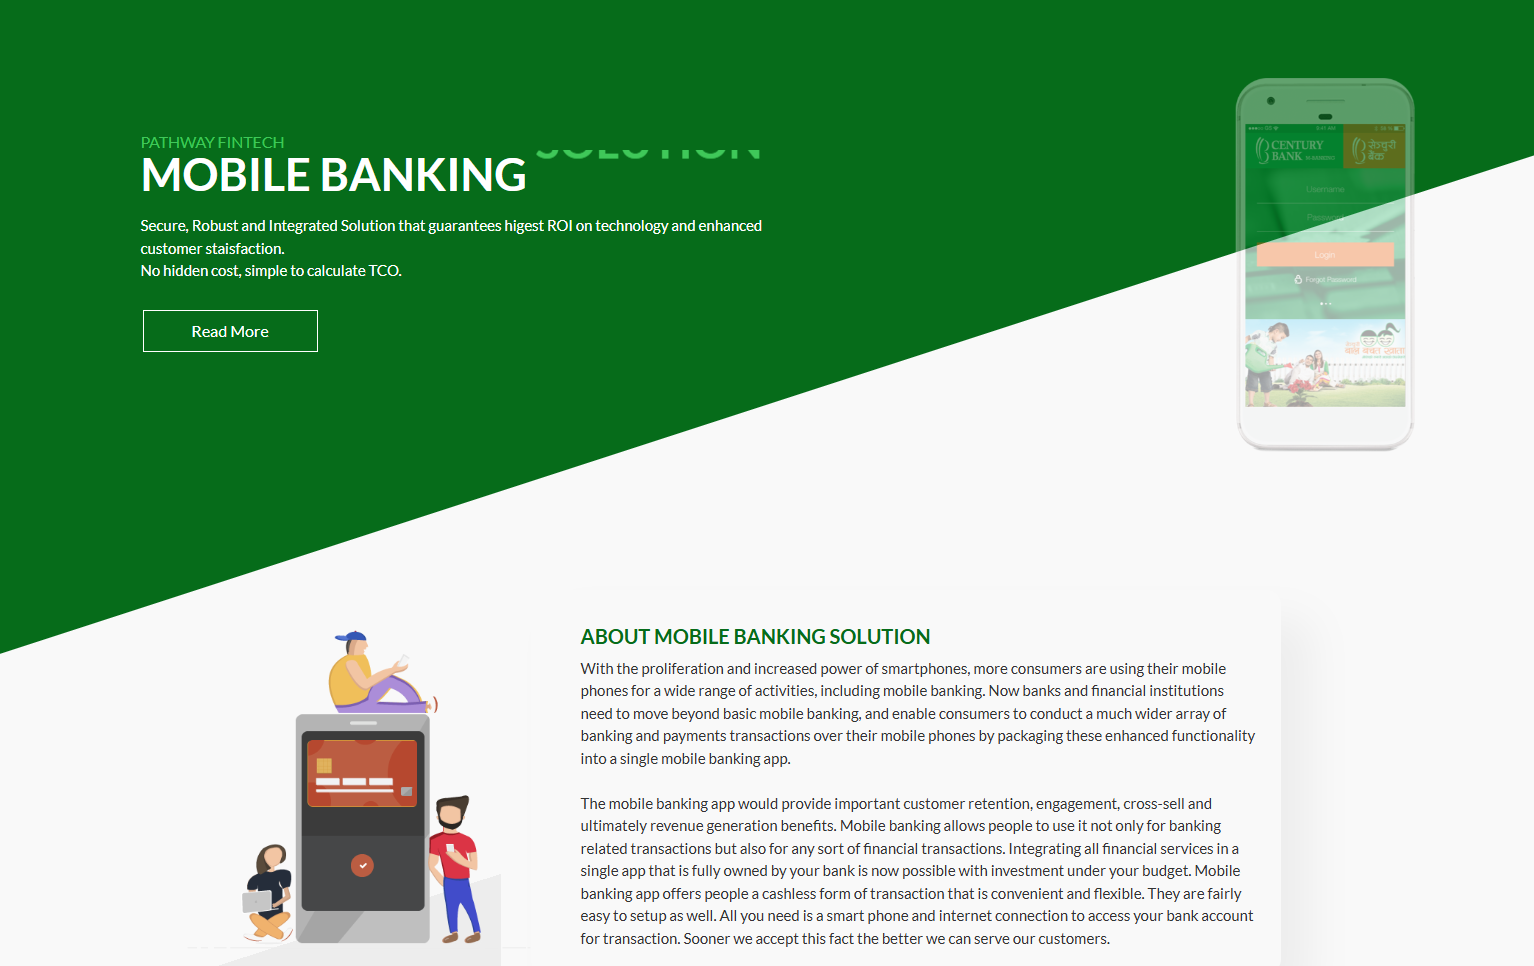 PATHWAY FINTECH
MOBILE BANKING SOLUTION
Secure, Robust and Integrated Solution that guarantees higest ROI on technology and enhanced
customer staisfaction.
No hidden cost, simple to calculate TCO.
Read More
CENTURY
BANK
सेन्चुरी
बैंक
Username
Password
Login
Forgot Password
बाल बचत खाता
ABOUT MOBILE BANKING SOLUTION
With the proliferation and increased power of smartphones, more consumers are using their mobile
phones for a wide range of activities, including mobile banking. Now banks and financial institutions
need to move beyond basic mobile banking, and enable consumers to conduct a much wider array of
banking and payments transactions over their mobile phones by packaging these enhanced functionality
into a single mobile banking app.
The mobile banking app would provide important customer retention, engagement, cross-sell and
ultimately revenue generation benefits. Mobile banking allows people to use it not only for banking
related transactions but also for any sort of financial transactions. Integrating all financial services in a
single app that is fully owned by your bank is now possible with investment under your budget. Mobile
banking app offers people a cashless form of transaction that is convenient and flexible. They are fairly
easy to setup as well. All you need is a smart phone and internet connection to access your bank account
for transaction. Sooner we accept this fact the better we can serve our customers.